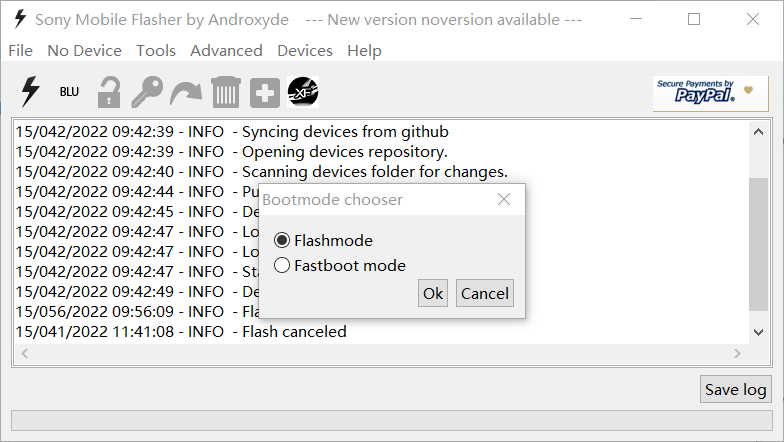 Sony Mobile Flasher by Androxyde --- New version noversion available ---
File No Device Tools Advanced Devices Help
BLU
Secure Payments by
PayPal
15/042/2022 09:42:39 - INFO - Syncing devices from github
15/042/2022 09:42:39 - INFO - Opening devices repository.
15/042/2022 09:42:40 - INFO - Scanning devices folder for changes.
15/042/2022 09:42:44 - INFO - Pu
15/042/2022 09:42:45 - INFO - De
15/042/2022 09:42:47 - INFO - Lo
15/042/2022 09:42:47 - INFO - Lo
15/042/2022 09:42:47 - INFO - Sta
15/042/2022 09:42:49 - INFO - De
15/056/2022 09:56:09 - INFO - Fla
15/041/2022 11:41:08 - INFO - Flash canceled
Bootmode chooser
Flashmode
Fastboot mode
Ok Cancel
Save log